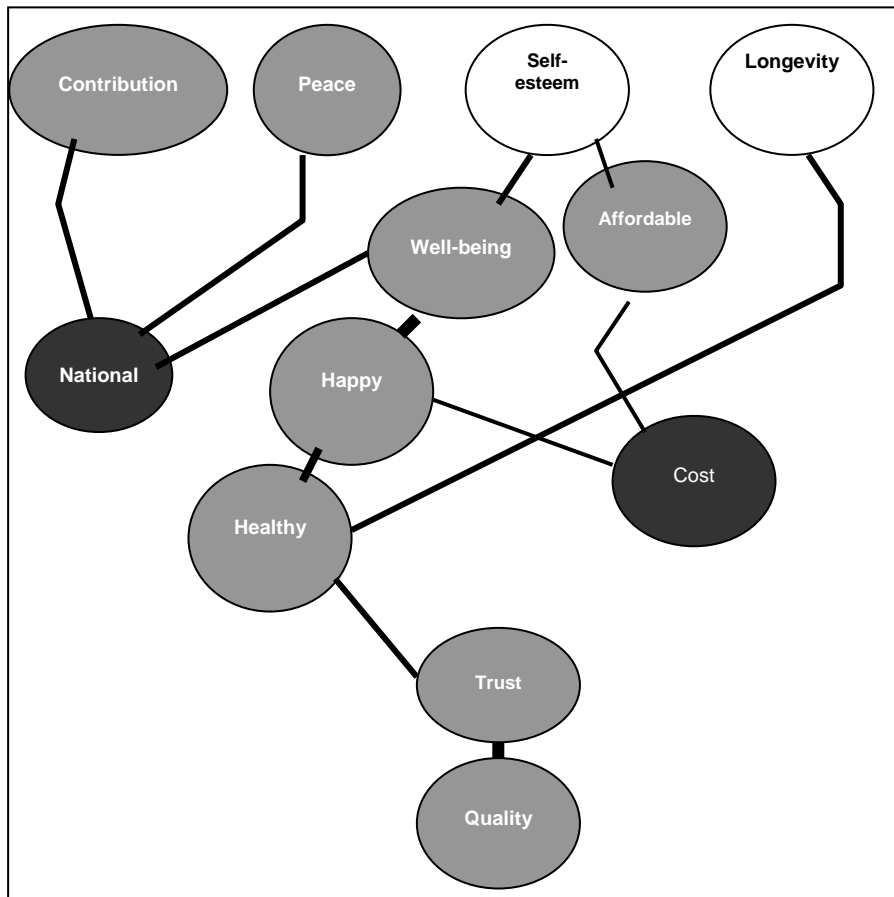 Contribution
Peace
Self-
esteem
Longevity
Well-being
Affordable
National
Happy
Cost
Healthy
Trust
Quality